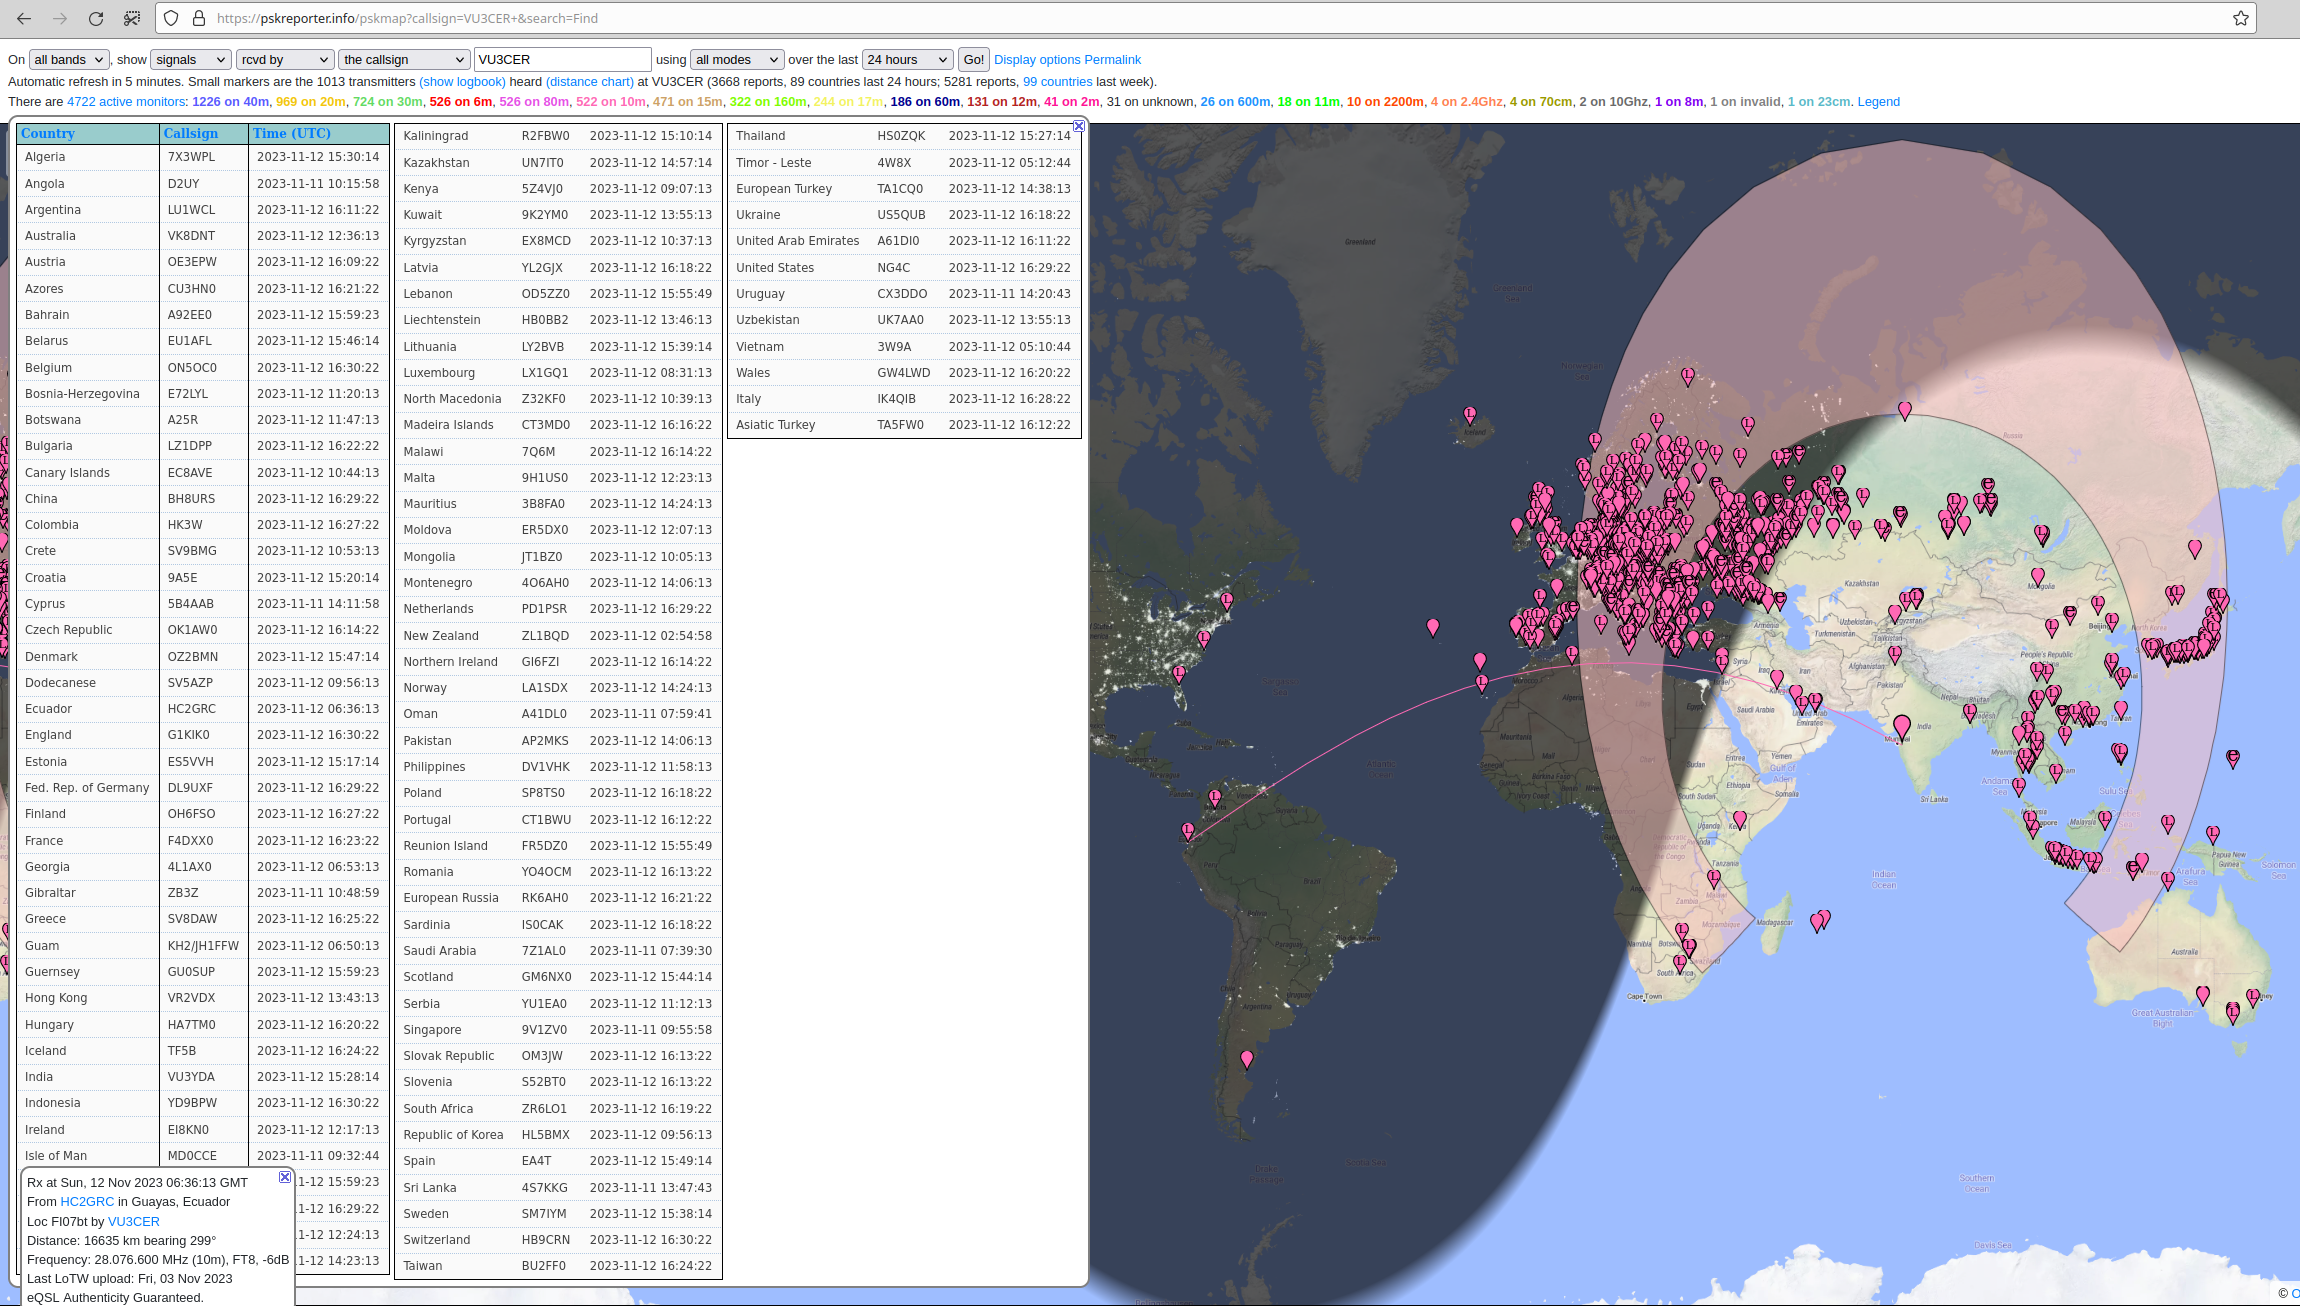 https://pskreporter.info/pskmap?callsign=VU3CER+&search=Find
On all bands , show signals rcvd by the callsign VU3CER using all modes over the last 24 hours Go! Display options Permalink
Automatic refresh in 5 minutes. Small markers are the 1013 transmitters (show logbook) heard (distance chart) at VU3CER (3668 reports, 89 countries last 24 hours; 5281 reports, 99 countries last week).
There are 4722 active monitors: 1226 on 40m, 969 on 20m, 724 on 30m, 526 on 6m, 526 on 80m, 522 on 10m, 471 on 15m, 322 on 160m, 244 on 17m, 186 on 60m, 131 on 12m, 41 on 2m, 31 on unknown, 26 on 600m, 18 on 11m, 10 on 2200m, 4 on 2.4Ghz, 4 on 70cm, 2 on 10Ghz, 1 on 8m, 1 on invalid, 1 on 23cm. Legend
Country Callsign Time (UTC)
Algeria 7X3WPL 2023-11-12 15:30:14
Angola D2UY 2023-11-11 10:15:58
Argentina LU1WCL 2023-11-12 16:11:22
Australia VK8DNT 2023-11-12 12:36:13
Austria OE3EPW 2023-11-12 16:09:22
Azores CU3HN0 2023-11-12 16:21:22
Bahrain A92EE0 2023-11-12 15:59:23
Belarus EU1AFL 2023-11-12 15:46:14
Belgium ON5OC0 2023-11-12 16:30:22
Bosnia-Herzegovina E72LYL 2023-11-12 11:20:13
Botswana A25R 2023-11-12 11:47:13
Bulgaria LZ1DPP 2023-11-12 16:22:22
Canary Islands EC8AVE 2023-11-12 10:44:13
China BH8URS 2023-11-12 16:29:22
Colombia HK3W 2023-11-12 16:27:22
Crete SV9BMG 2023-11-12 10:53:13
Croatia 9A5E 2023-11-12 15:20:14
Cyprus 5B4AAB 2023-11-11 14:11:58
Czech Republic OK1AW0 2023-11-12 16:14:22
Denmark OZ2BMN 2023-11-12 15:47:14
Dodecanese SV5AZP 2023-11-12 09:56:13
Ecuador HC2GRC 2023-11-12 06:36:13
England G1KIK0 2023-11-12 16:30:22
Estonia ES5VVH 2023-11-12 15:17:14
Fed. Rep. of Germany DL9UXF 2023-11-12 16:29:22
Finland OH6FSO 2023-11-12 16:27:22
France F4DXX0 2023-11-12 16:23:22
Georgia 4L1AX0 2023-11-12 06:53:13
Gibraltar ZB3Z 2023-11-11 10:48:59
Greece SV8DAW 2023-11-12 16:25:22
Guam KH2/JH1FFW 2023-11-12 06:50:13
Guernsey GU0SUP 2023-11-12 15:59:23
Hong Kong VR2VDX 2023-11-12 13:43:13
Hungary HA7TM0 2023-11-12 16:20:22
Iceland TF5B 2023-11-12 16:24:22
India VU3YDA 2023-11-12 15:28:14
Indonesia YD9BPW 2023-11-12 16:30:22
Ireland EI8KN0 2023-11-12 12:17:13
Isle of Man MD0CCE 2023-11-11 09:32:44
-11-12 15:59:23
-11-12 16:29:22
-11-12 12:24:13
-11-12 14:23:13
Rx at Sun, 12 Nov 2023 06:36:13 GMT
From HC2GRC in Guayas, Ecuador
Loc FI07bt by VU3CER
Distance: 16635 km bearing 299°
Frequency: 28.076.600 MHz (10m), FT8, -6dB
Last LoTW upload: Fri, 03 Nov 2023
eQSL Authenticity Guaranteed.
Kaliningrad R2FBW0 2023-11-12 15:10:14
Kazakhstan UN7IT0 2023-11-12 14:57:14
Kenya 5Z4VJ0 2023-11-12 09:07:13
Kuwait 9K2YM0 2023-11-12 13:55:13
Kyrgyzstan EX8MCD 2023-11-12 10:37:13
Latvia YL2GJX 2023-11-12 16:18:22
Lebanon OD5ZZ0 2023-11-12 15:55:49
Liechtenstein HB0BB2 2023-11-12 13:46:13
Lithuania LY2BVB 2023-11-12 15:39:14
Luxembourg LX1GQ1 2023-11-12 08:31:13
North Macedonia Z32KF0 2023-11-12 10:39:13
Madeira Islands CT3MD0 2023-11-12 16:16:22
Malawi 7Q6M 2023-11-12 16:14:22
Malta 9H1US0 2023-11-12 12:23:13
Mauritius 3B8FA0 2023-11-12 14:24:13
Moldova ER5DX0 2023-11-12 12:07:13
Mongolia JT1BZ0 2023-11-12 10:05:13
Montenegro 4O6AH0 2023-11-12 14:06:13
Netherlands PD1PSR 2023-11-12 16:29:22
New Zealand ZL1BQD 2023-11-12 02:54:58
Northern Ireland GI6FZI 2023-11-12 16:14:22
Norway LA1SDX 2023-11-12 14:24:13
Oman A41DL0 2023-11-11 07:59:41
Pakistan AP2MKS 2023-11-12 14:06:13
Philippines DV1VHK 2023-11-12 11:58:13
Poland SP8TS0 2023-11-12 16:18:22
Portugal CT1BWU 2023-11-12 16:12:22
Reunion Island FR5DZ0 2023-11-12 15:55:49
Romania YO4OCM 2023-11-12 16:13:22
European Russia RK6AH0 2023-11-12 16:21:22
Sardinia IS0CAK 2023-11-12 16:18:22
Saudi Arabia 7Z1AL0 2023-11-11 07:39:30
Scotland GM6NX0 2023-11-12 15:44:14
Serbia YU1EA0 2023-11-12 11:12:13
Singapore 9V1ZV0 2023-11-11 09:55:58
Slovak Republic OM3JW 2023-11-12 16:13:22
Slovenia S52BT0 2023-11-12 16:13:22
South Africa ZR6LO1 2023-11-12 16:19:22
Republic of Korea HL5BMX 2023-11-12 09:56:13
Spain EA4T 2023-11-12 15:49:14
Sri Lanka 4S7KKG 2023-11-11 13:47:43
Sweden SM7IYM 2023-11-12 15:38:14
Switzerland HB9CRN 2023-11-12 16:30:22
Taiwan BU2FF0 2023-11-12 16:24:22
Thailand HS0ZQK 2023-11-12 15:27:14
Timor - Leste 4W8X 2023-11-12 05:12:44
European Turkey TA1CQ0 2023-11-12 14:38:13
Ukraine US5QUB 2023-11-12 16:18:22
United Arab Emirates A61DI0 2023-11-12 16:11:22
United States NG4C 2023-11-12 16:29:22
Uruguay CX3DDO 2023-11-11 14:20:43
Uzbekistan UK7AA0 2023-11-12 13:55:13
Vietnam 3W9A 2023-11-12 05:10:44
Wales GW4LWD 2023-11-12 16:20:22
Italy IK4QIB 2023-11-12 16:28:22
Asiatic Turkey TA5FW0 2023-11-12 16:12:22
Greenland
Russia
Kazakhstan
Mongolia
Uzbekistan
Turkmenistan
Afghanistan
Pakistan
Iran
Syria
Saudi Arabia
Egypt
India
Nepal
Sri Lanka
Eritrea
Yemen
Gulf of Aden
Somalia
South Sudan
Uganda
Tanzania
Madagascar
Cape Town
Indian Ocean
Papua New Guinea
Arafura Sea
Australia
Great Australian Bight
Southern Ocean
Davis Sea
Brazil
Argentina